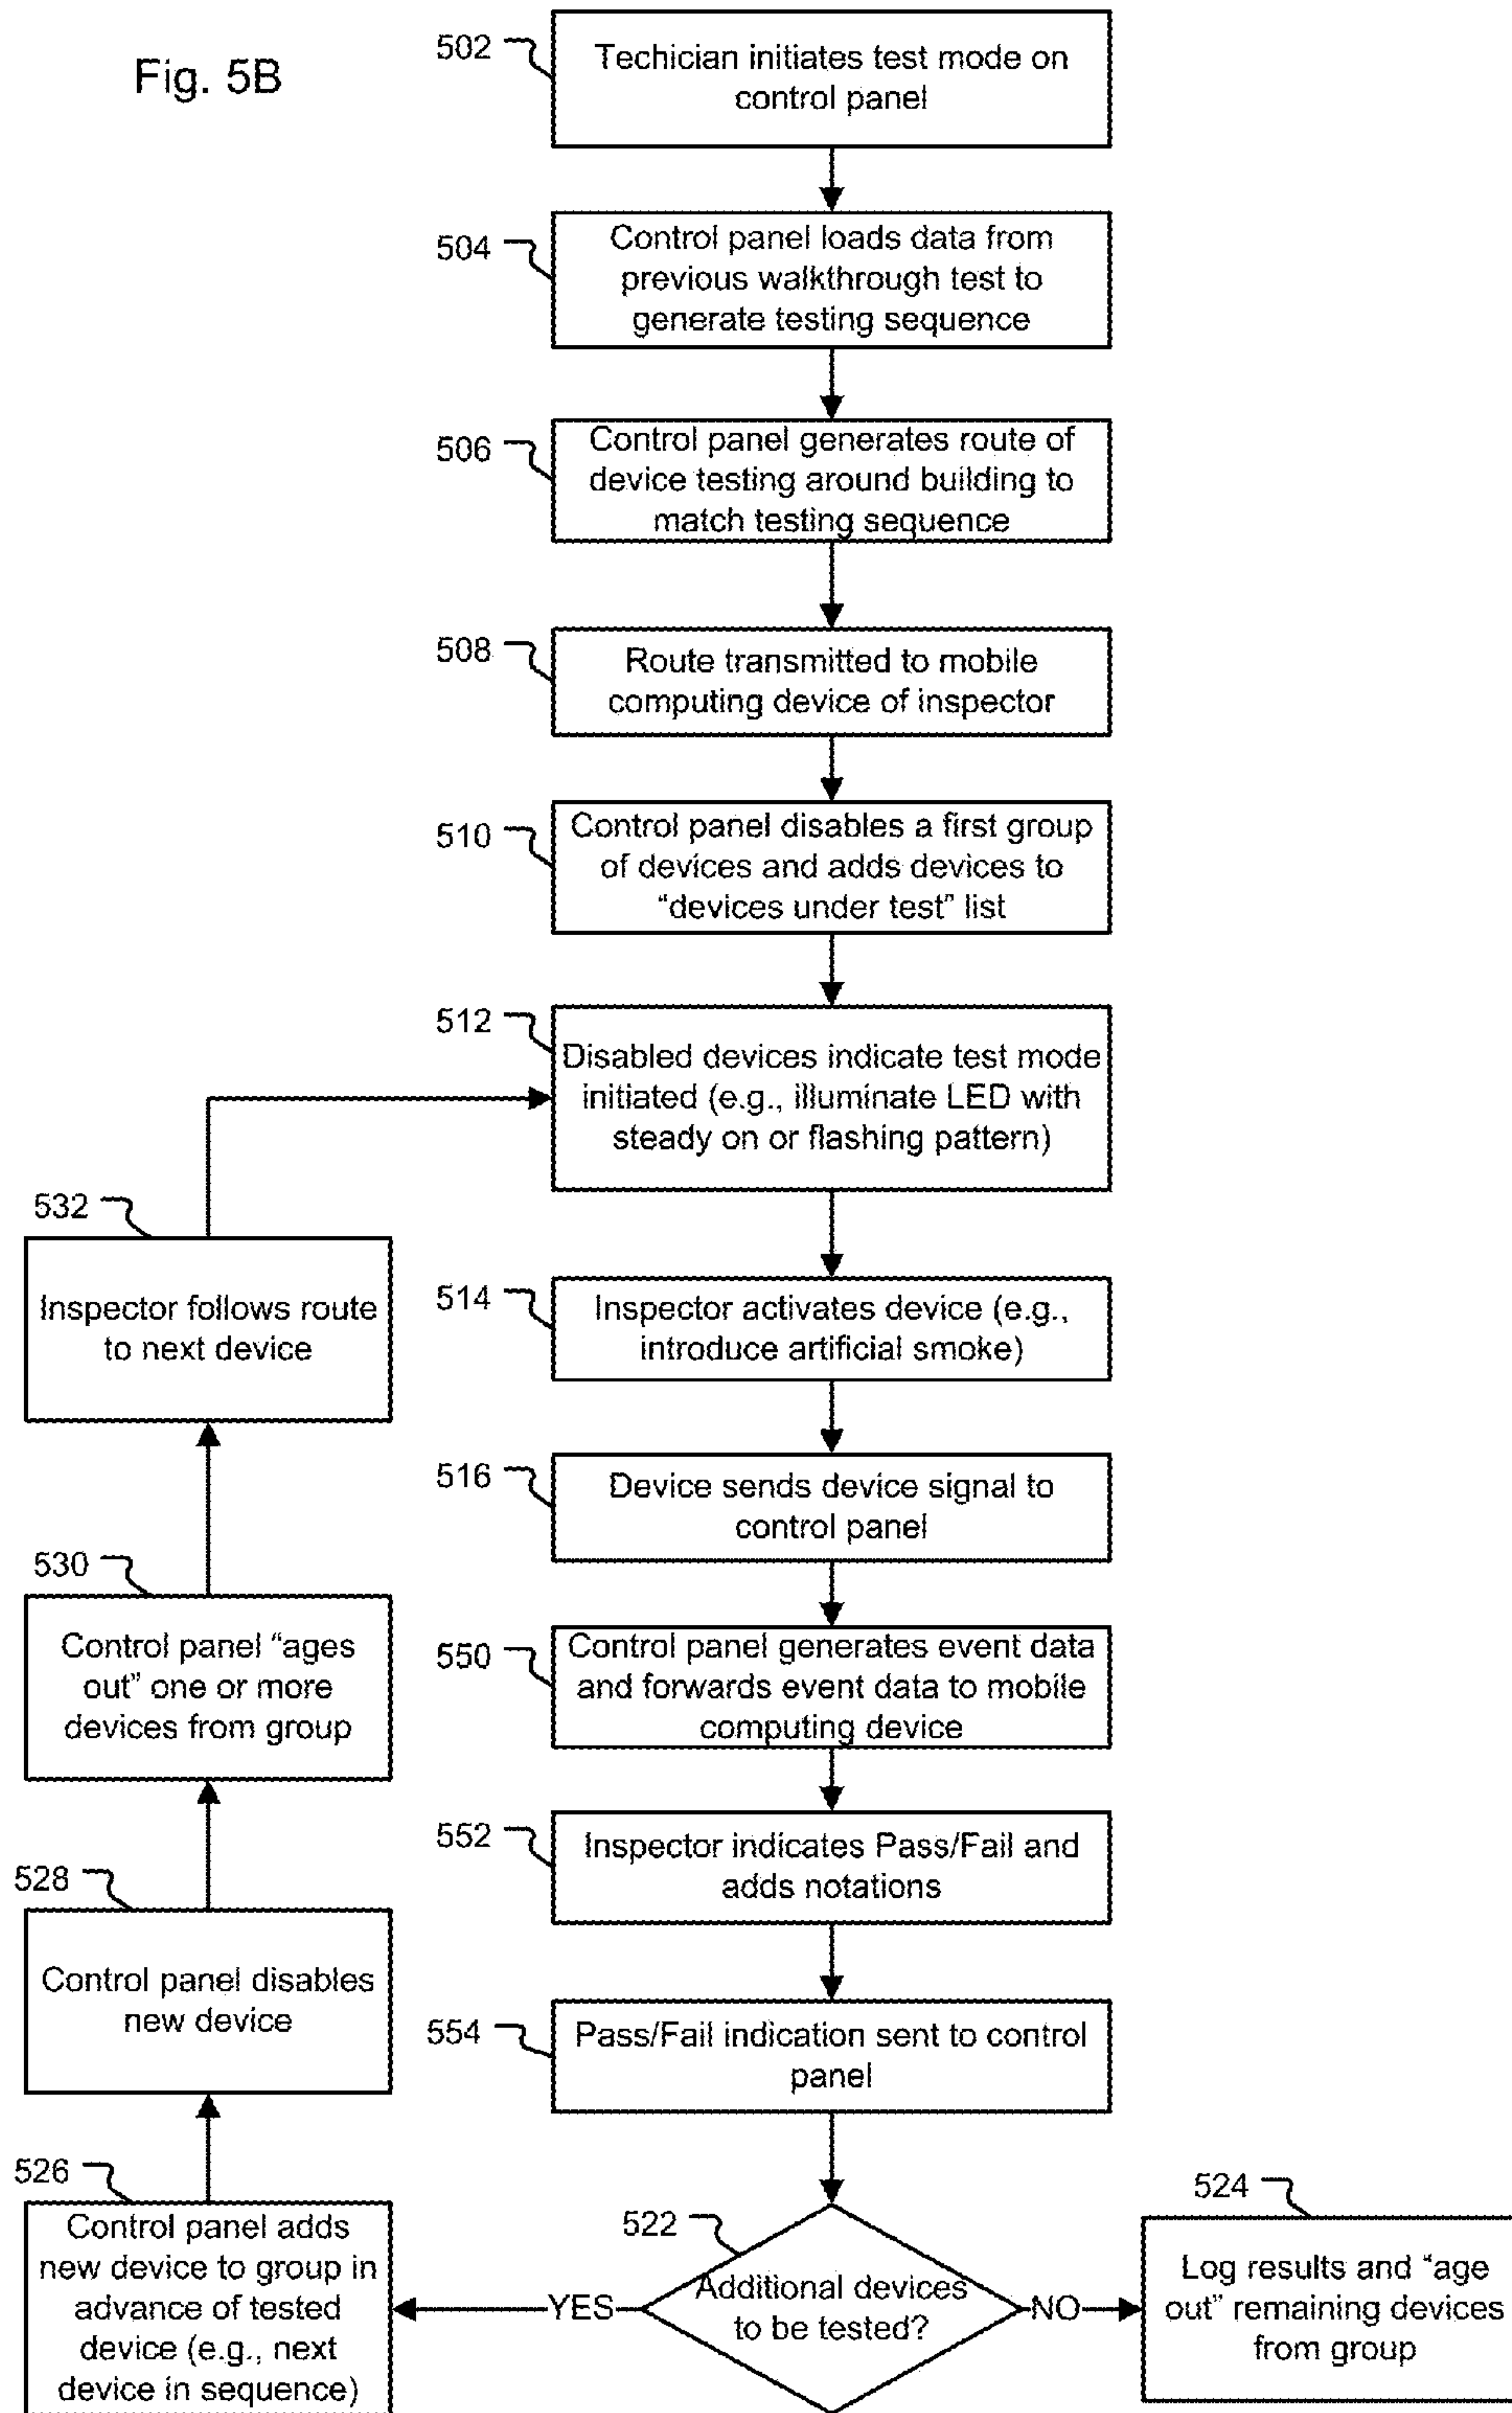 Fig. 5B
502
Techician initiates test mode on
control panel
504
Control panel loads data from
previous walkthrough test to
generate testing sequence
506
Control panel generates route of
device testing around building to
match testing sequence
508
Route transmitted to mobile
computing device of inspector
510
Control panel disables a first group
of devices and adds devices to
“devices under test” list
512
Disabled devices indicate test mode
initiated (e.g., illuminate LED with
steady on or flashing pattern)
514
Inspector activates device (e.g.,
introduce artificial smoke)
516
Device sends device signal to
control panel
550
Control panel generates event data
and forwards event data to mobile
computing device
552
Inspector indicates Pass/Fail and
adds notations
554
Pass/Fail indication sent to control
panel
522
Additional devices
to be tested?
NO
524
Log results and “age
out” remaining devices
from group
YES
526
Control panel adds
new device to group in
advance of tested
device (e.g., next
device in sequence)
528
Control panel disables
new device
530
Control panel “ages
out” one or more
devices from group
532
Inspector follows route
to next device